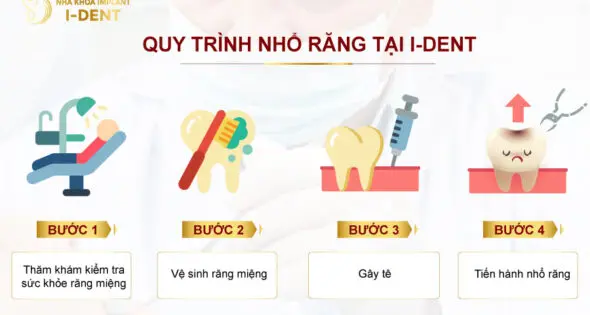 NHA KHOA IMPLANT
I-DENT
QUY TRÌNH NHỔ RĂNG TẠI I-DENT
BƯỚC 1
BƯỚC 2
BƯỚC 3
BƯỚC 4
Thăm khám kiểm tra
sức khỏe răng miệng
Vệ sinh răng miệng
Gây tê
Tiến hành nhổ răng